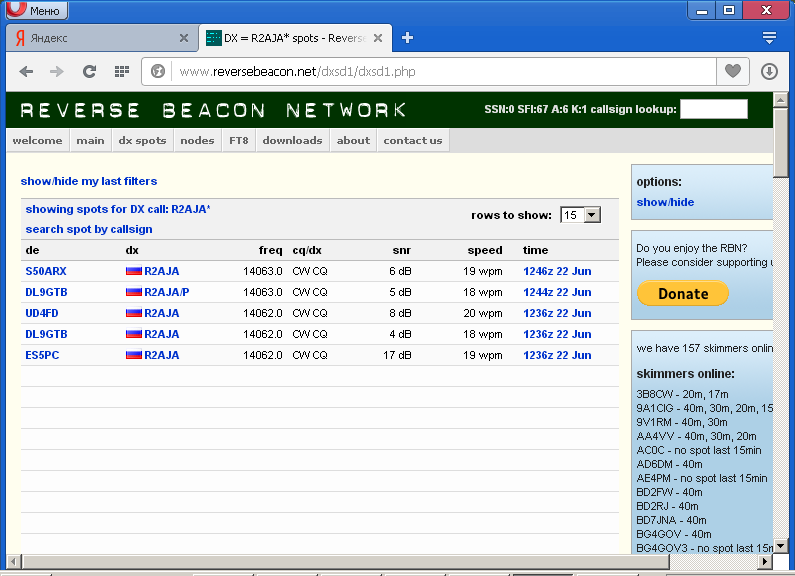 Меню
Яндекс
DX = R2AJA* spots - Reverse
www.reversebeacon.net/dxsd1/dxsd1.php
REVERSE BEACON NETWORK
SSN:0 SFI:67 A:6 K:1 callsign lookup:
welcome main dx spots nodes FT8 downloads about contact us
show/hide my last filters
showing spots for DX call: R2AJA*
rows to show: 15
search spot by callsign
de dx freq cq/dx snr speed time
S50ARX R2AJA 14063.0 CW CQ 6 dB 19 wpm 1246z 22 Jun
DL9GTB R2AJA/P 14063.0 CW CQ 5 dB 18 wpm 1244z 22 Jun
UD4FD R2AJA 14062.0 CW CQ 8 dB 20 wpm 1236z 22 Jun
DL9GTB R2AJA 14062.0 CW CQ 4 dB 18 wpm 1236z 22 Jun
ES5PC R2AJA 14062.0 CW CQ 17 dB 19 wpm 1236z 22 Jun
options:
show/hide
Do you enjoy the RBN?
Please consider supporting
Donate
we have 157 skimmers onlin
skimmers online:
3B8CW - 20m, 17m
9A1CIG - 40m, 30m, 20m, 15
9V1RM - 40m, 30m
AA4VV - 40m, 30m, 20m
AC0C - no spot last 15min
AD6DM - 40m
AE4PM - no spot last 15min
BD2FW - 40m
BD2RJ - 40m
BD7JNA - 40m
BG4GOV - 40m
BG4GOV3 - no spot last 15m